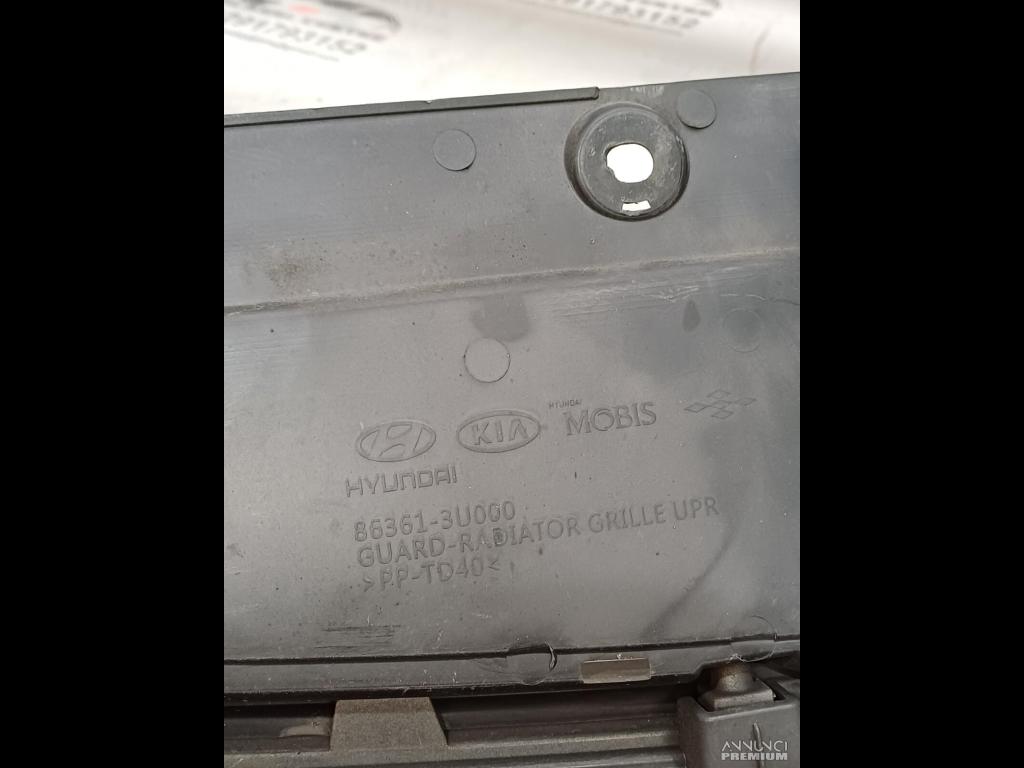 KIA
HYUNDAI
MOBIS
HYUNDAI
86361-3U000
GUARD-RADIATOR GRILLE UPR
>PP-TD40<
ANNUNCI
PREMIUM